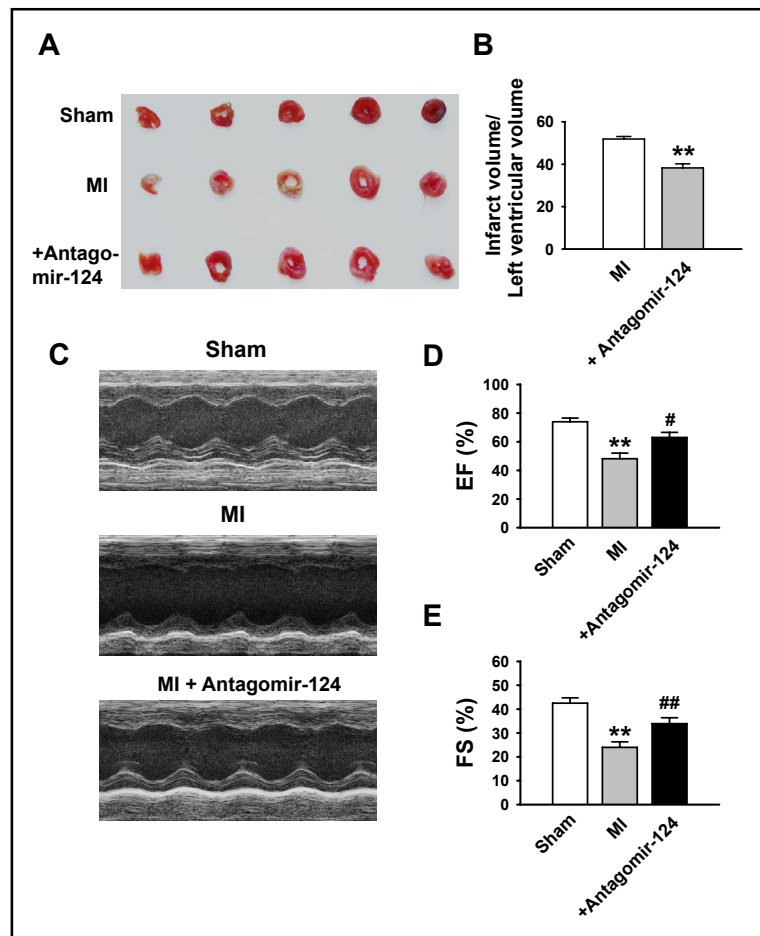 A
Sham
MI
+Antago-
mir-124
B
Infarct volume/
Left ventricular volume
60
40
20
0
**
MI
+ Antagomir-124
C
Sham
MI
MI + Antagomir-124
D
EF (%)
100
80
60
40
20
0
**
#
Sham
MI
+Antagomir-124
E
FS (%)
60
50
40
30
20
10
0
**
##
Sham
MI
+Antagomir-124